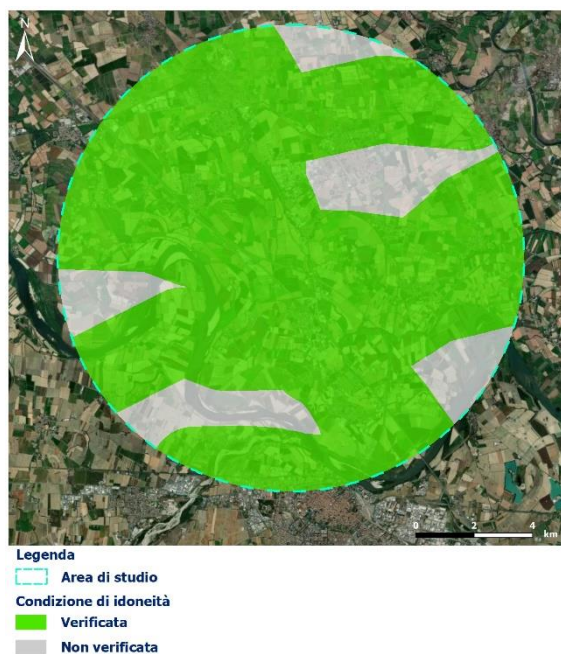 N
0 2 4
km
Legenda
Area di studio
Condizione di idoneità
Verificata
Non verificata